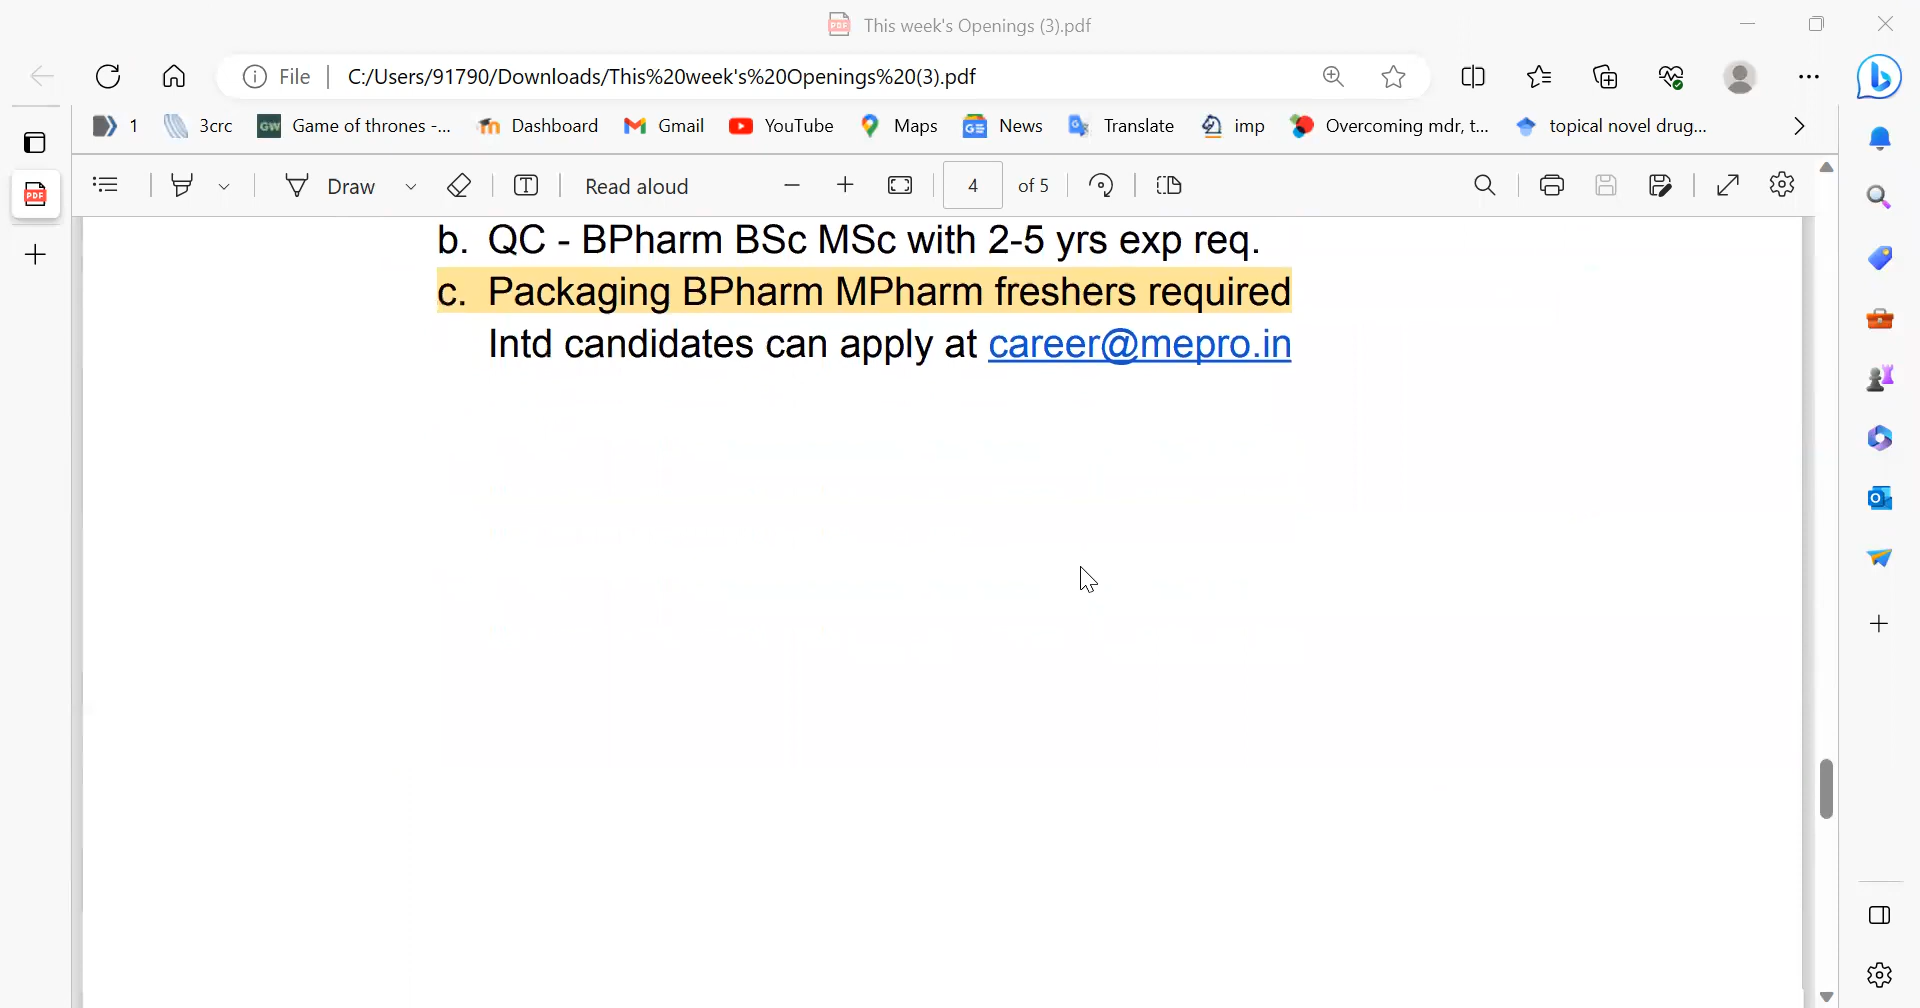 This week's Openings (3).pdf
File | C:/Users/91790/Downloads/This%20week's%20Openings%20(3).pdf
1 3crc GW Game of thrones -... Dashboard Gmail YouTube Maps News Translate imp Overcoming mdr, t... topical novel drug...
Draw Read aloud 4 of 5
b. QC - BPharm BSc MSc with 2-5 yrs exp req.
c. Packaging BPharm MPharm freshers required
Intd candidates can apply at career@mepro.in